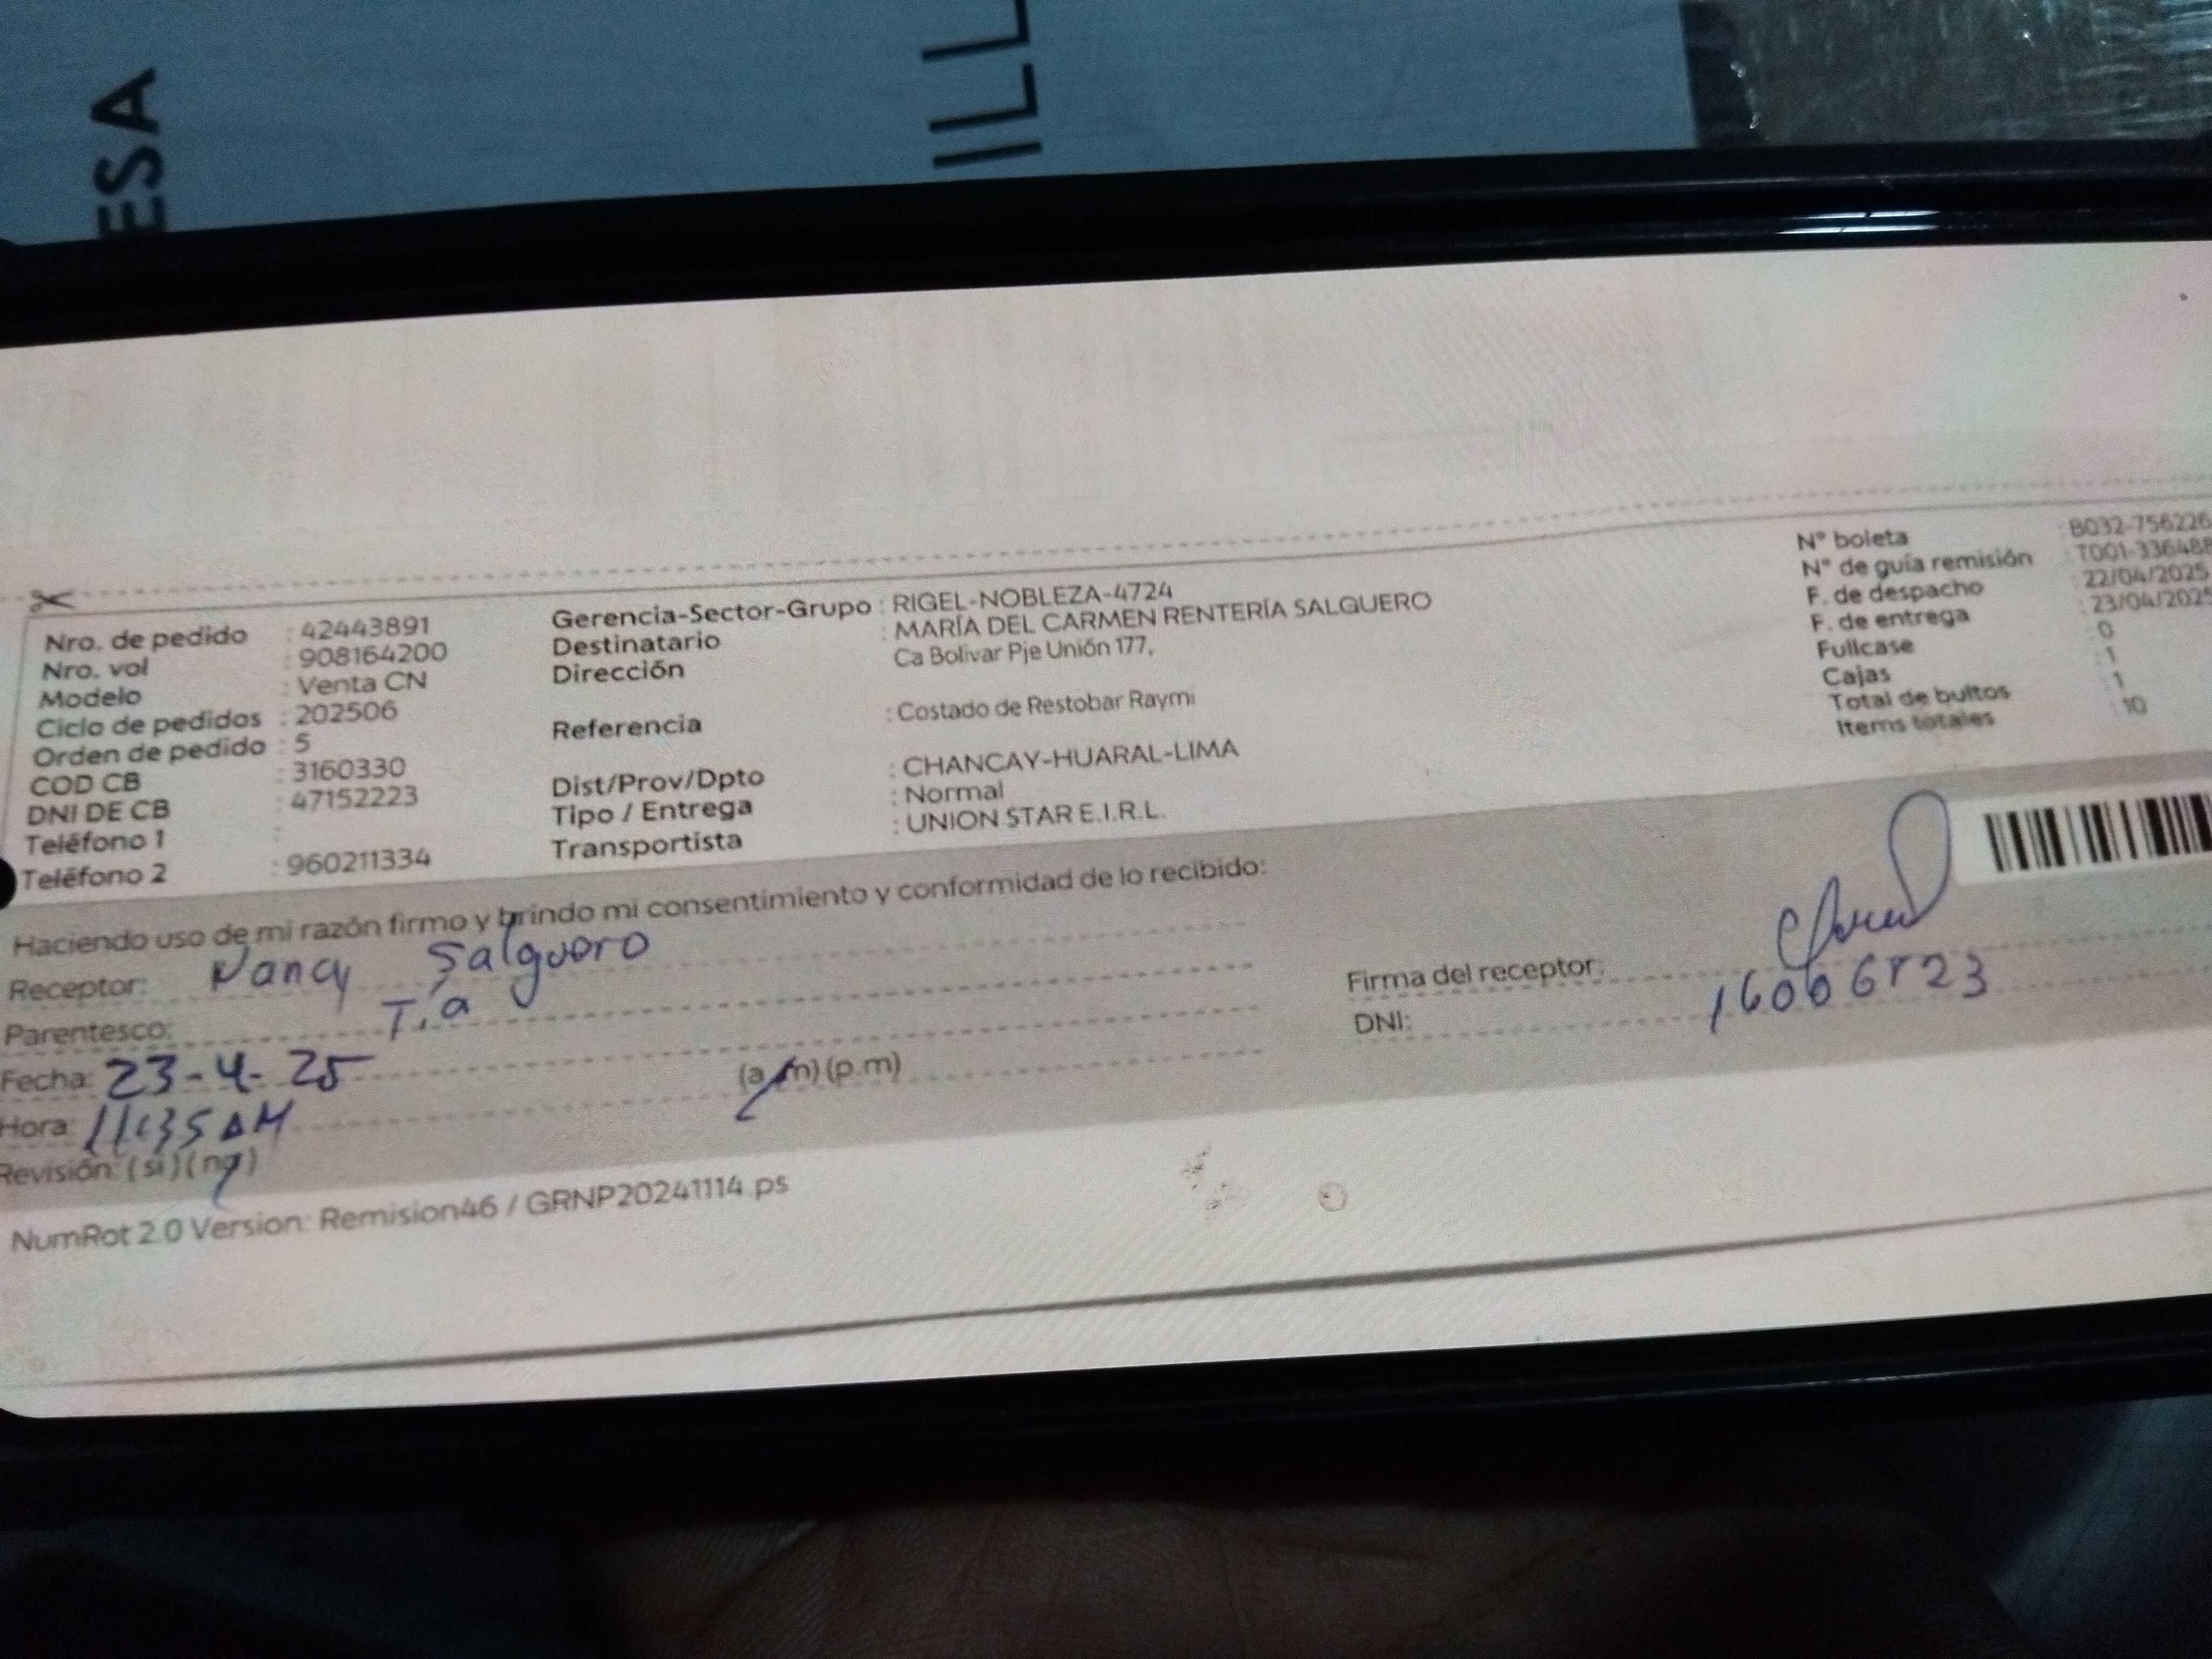 ESA
ILL
Nro. de pedido : 42443891
Nro. vol : 908164200
Modelo : Venta CN
Ciclo de pedidos : 202506
Orden de pedido : 5
COD CB : 3160330
DNI DE CB : 47152223
Teléfono 1 :
Teléfono 2 : 960211334
Gerencia-Sector-Grupo : RIGEL-NOBLEZA-4724
Destinatario : MARÍA DEL CARMEN RENTERÍA SALGUERO
Dirección Ca Bolivar Pje Unión 177,
Referencia : Costado de Restobar Raymi
Dist/Prov/Dpto : CHANCAY-HUARAL-LIMA
Tipo / Entrega : Normal
Transportista : UNION STAR E.I.R.L.
N° boleta : B032-756226
N° de guía remisión : T001-336488
F. de despacho : 22/04/2025
F. de entrega : 23/04/2025
Fullcase : 0
Cajas : 1
Total de bultos : 1
Items totales : 10
Haciendo uso de mi razón firmo y brindo mi consentimiento y conformidad de lo recibido:
Receptor: Nancy Salguero
Parentesco: Tía
Fecha: 23-4-25
Hora: 11:35 AM (a.m) (p.m)
Revisión: (si) (no)
Firma del receptor:
DNI:
NumRot 2.0 Version: Remision46 / GRNP20241114.ps